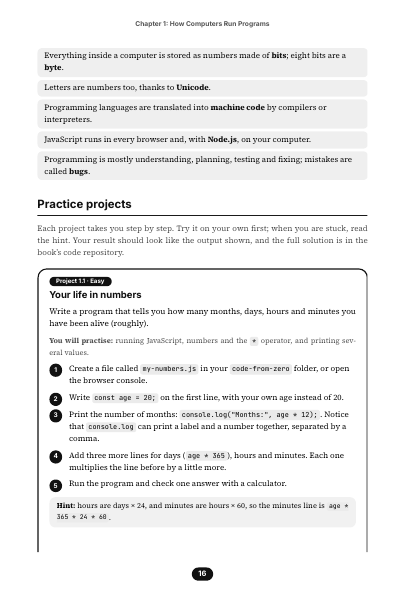 Chapter 1: How Computers Run Programs
Everything inside a computer is stored as numbers made of bits; eight bits are a
byte.
Letters are numbers too, thanks to Unicode.
Programming languages are translated into machine code by compilers or
interpreters.
JavaScript runs in every browser and, with Node.js, on your computer.
Programming is mostly understanding, planning, testing and fixing; mistakes are
called bugs.
Practice projects
Each project takes you step by step. Try it on your own first; when you are stuck, read
the hint. Your result should look like the output shown, and the full solution is in the
book's code repository.
Project 1.1 · Easy
Your life in numbers
Write a program that tells you how many months, days, hours and minutes you
have been alive (roughly).
You will practise: running JavaScript, numbers and the * operator, and printing sev-
eral values.
1 Create a file called my-numbers.js in your code-from-zero folder, or open
the browser console.
2 Write const age = 20; on the first line, with your own age instead of 20.
3 Print the number of months: console.log("Months:", age * 12); . Notice
that console.log can print a label and a number together, separated by a
comma.
4 Add three more lines for days ( age * 365 ), hours and minutes. Each one
multiplies the line before by a little more.
5 Run the program and check one answer with a calculator.
Hint: hours are days × 24, and minutes are hours × 60, so the minutes line is age *
365 * 24 * 60 .
16